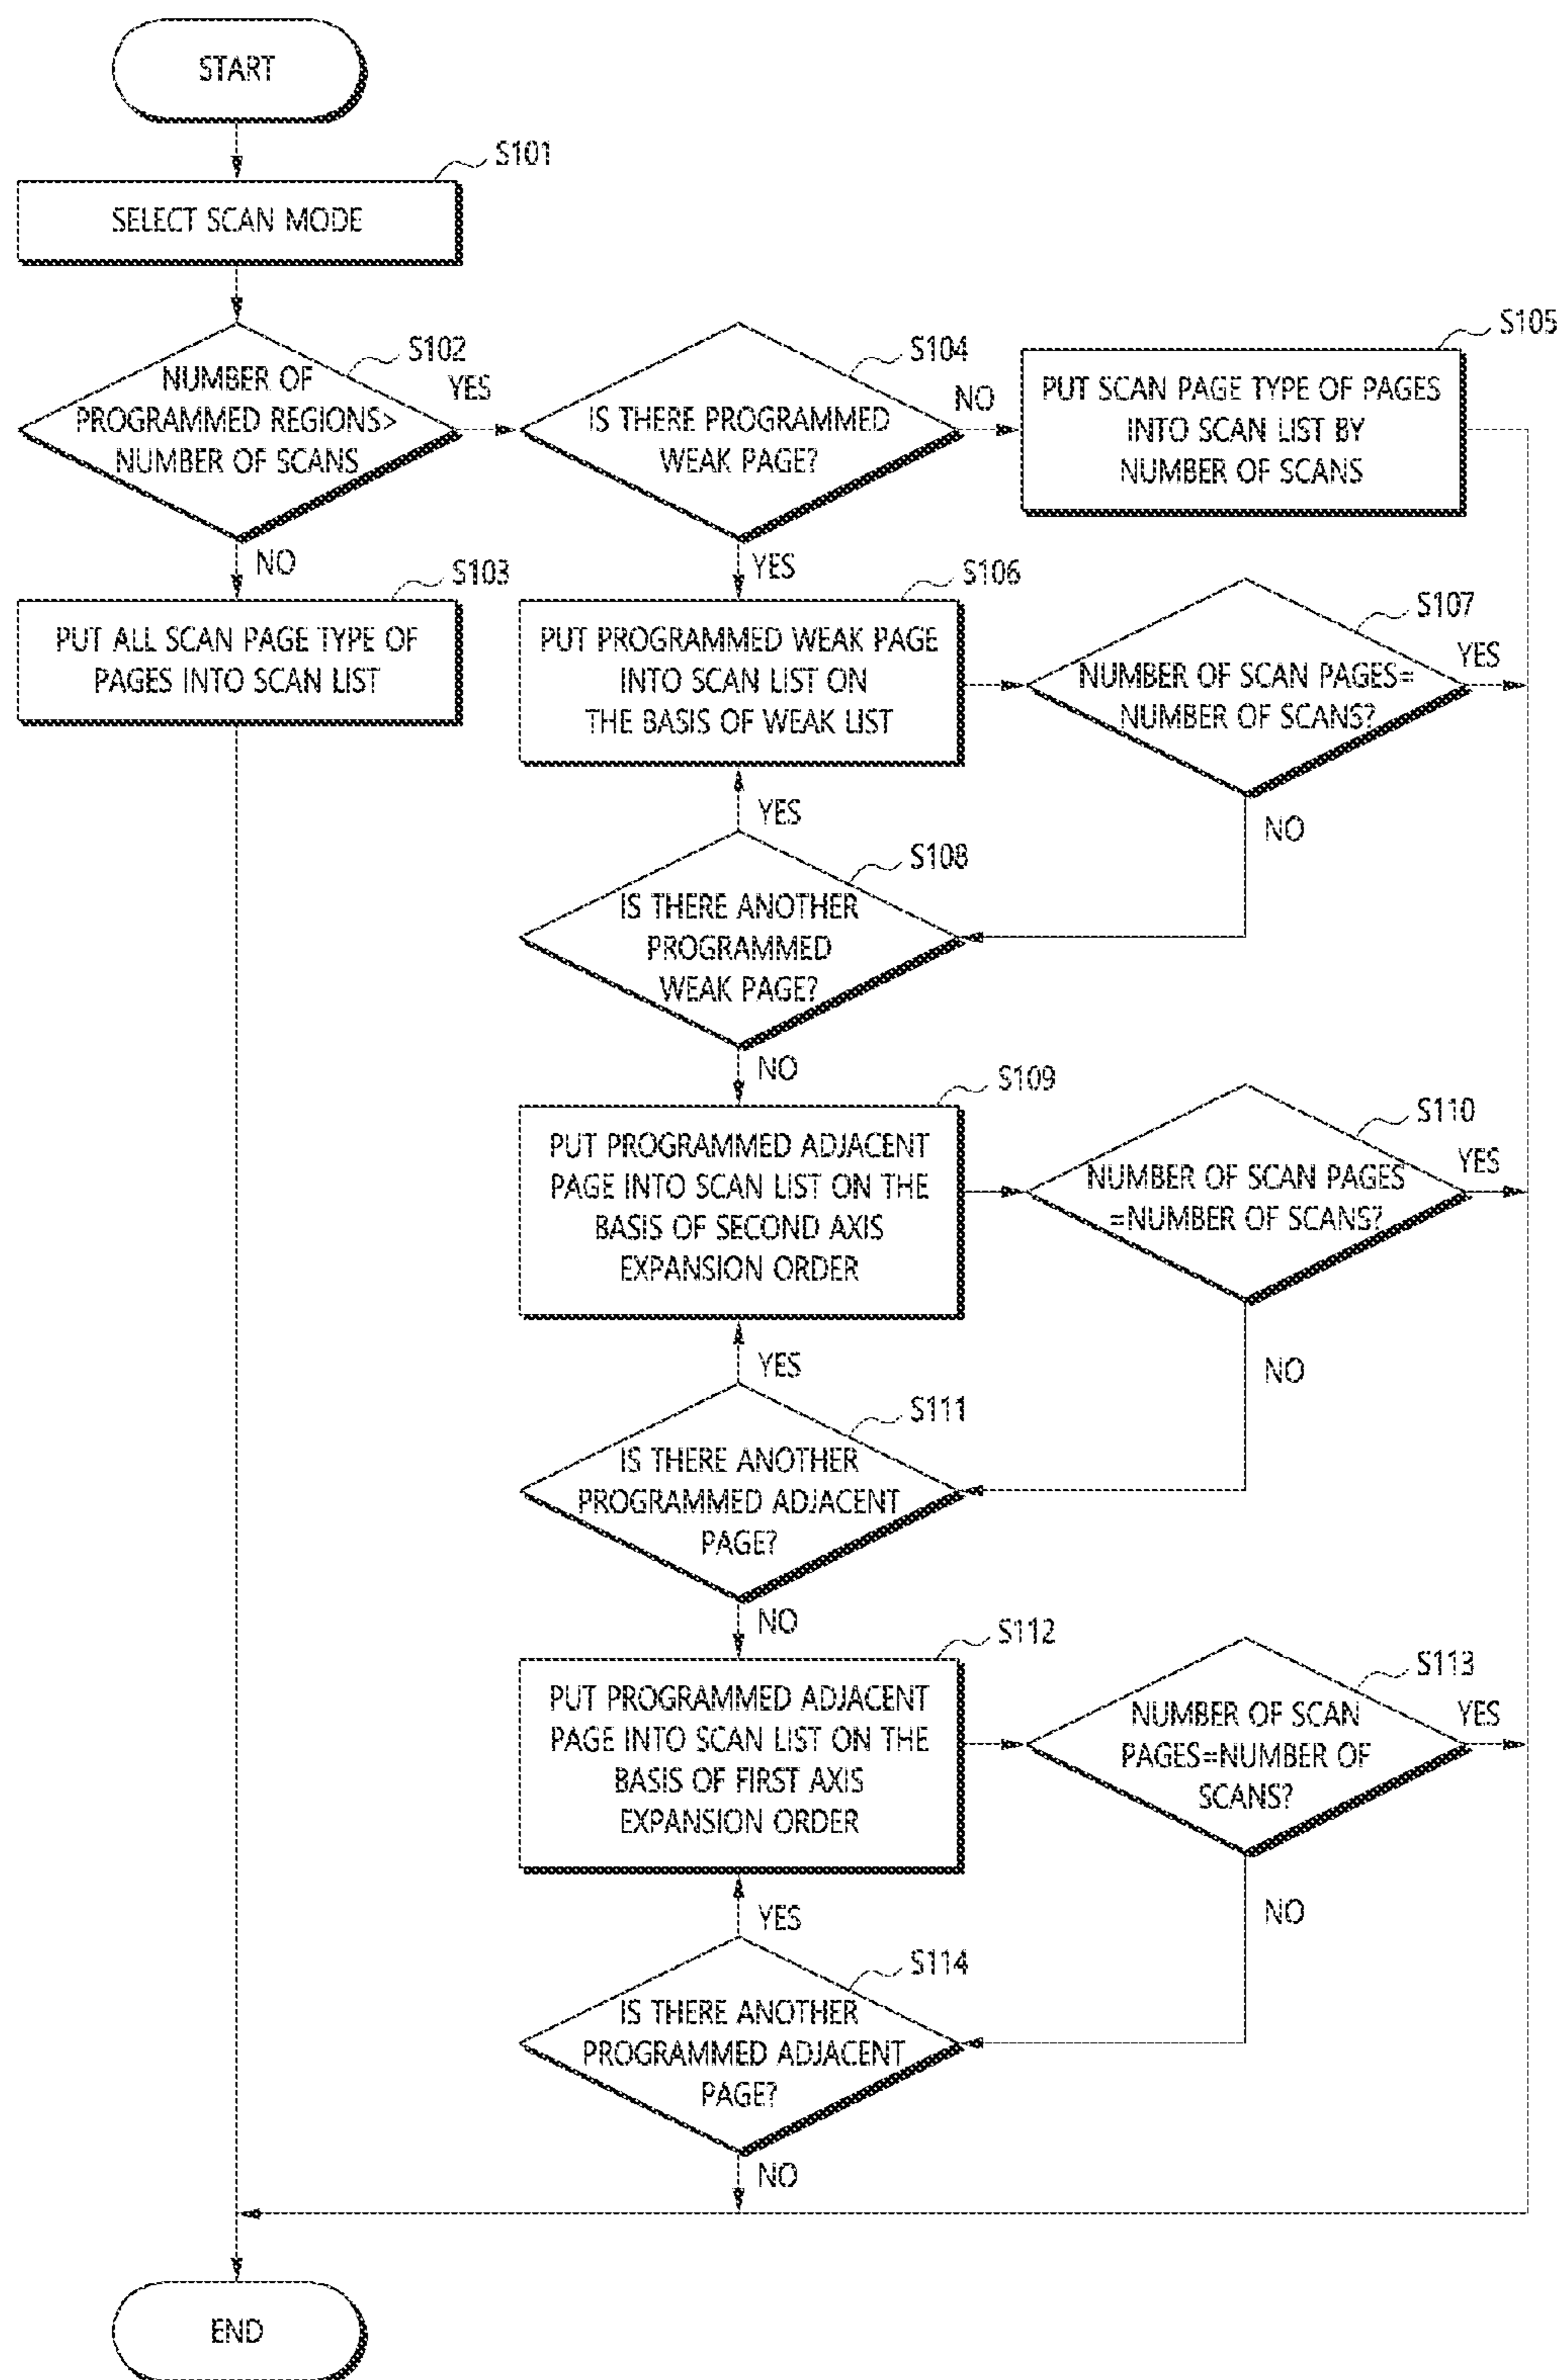 START
S101
SELECT SCAN MODE
S102
NUMBER OF
PROGRAMMED REGIONS>
NUMBER OF SCANS
YES
NO
S104
IS THERE PROGRAMMED
WEAK PAGE?
NO
YES
S105
PUT SCAN PAGE TYPE OF PAGES
INTO SCAN LIST BY
NUMBER OF SCANS
S103
PUT ALL SCAN PAGE TYPE OF
PAGES INTO SCAN LIST
S106
PUT PROGRAMMED WEAK PAGE
INTO SCAN LIST ON
THE BASIS OF WEAK LIST
S107
NUMBER OF SCAN PAGES=
NUMBER OF SCANS?
YES
NO
YES
S108
IS THERE ANOTHER
PROGRAMMED
WEAK PAGE?
NO
S109
PUT PROGRAMMED ADJACENT
PAGE INTO SCAN LIST ON THE
BASIS OF SECOND AXIS
EXPANSION ORDER
S110
NUMBER OF SCAN PAGES
=NUMBER OF SCANS?
YES
NO
YES
S111
IS THERE ANOTHER
PROGRAMMED ADJACENT
PAGE?
NO
S112
PUT PROGRAMMED ADJACENT
PAGE INTO SCAN LIST ON THE
BASIS OF FIRST AXIS
EXPANSION ORDER
S113
NUMBER OF SCAN
PAGES=NUMBER OF
SCANS?
YES
NO
YES
S114
IS THERE ANOTHER
PROGRAMMED ADJACENT
PAGE?
NO
END